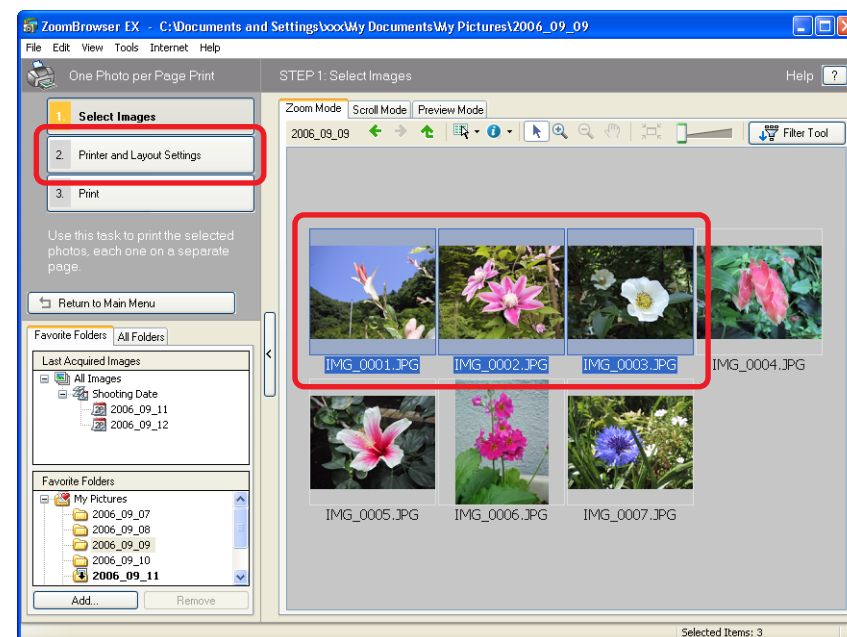 ZoomBrowser EX - C:\Documents and Settings\xxx\My Documents\My Pictures\2006_09_09
File Edit View Tools Internet Help
One Photo per Page Print
STEP 1: Select Images
Help ?
1. Select Images
2. Printer and Layout Settings
3. Print
Use this task to print the selected
photos, each one on a separate
page.
Return to Main Menu
Favorite Folders All Folders
Last Acquired Images
All Images
Shooting Date
2006_09_11
2006_09_12
Favorite Folders
My Pictures
2006_09_07
2006_09_08
2006_09_09
2006_09_10
2006_09_11
Add... Remove
Zoom Mode Scroll Mode Preview Mode
2006_09_09
Filter Tool
IMG_0001.JPG IMG_0002.JPG IMG_0003.JPG IMG_0004.JPG
IMG_0005.JPG IMG_0006.JPG IMG_0007.JPG
Selected Items: 3